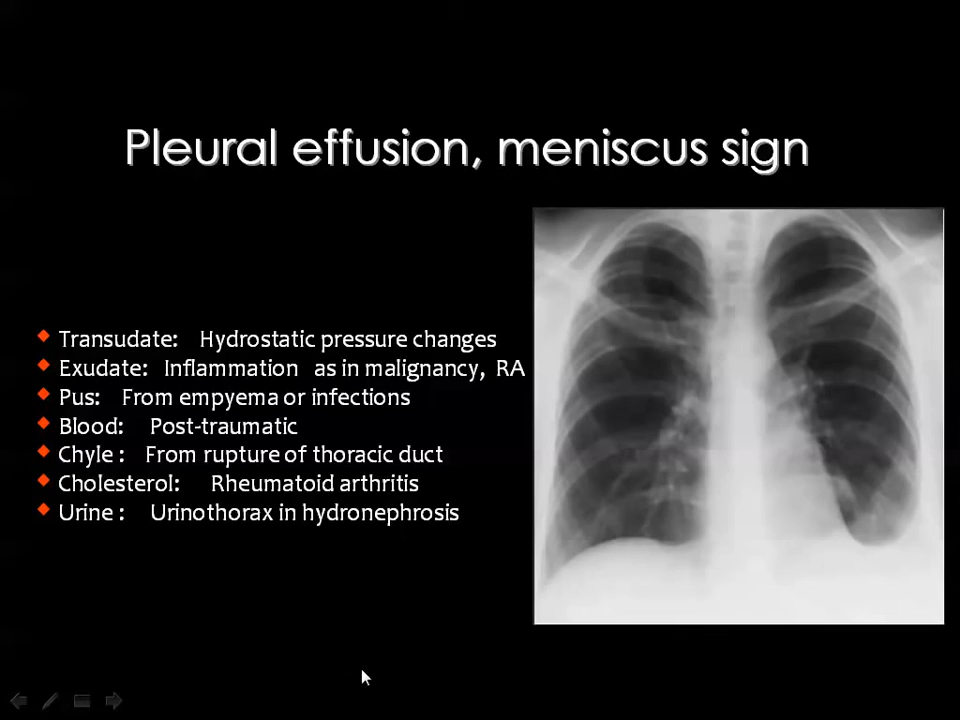 Pleural effusion, meniscus sign
Transudate: Hydrostatic pressure changes
Exudate: Inflammation as in malignancy, RA
Pus: From empyema or infections
Blood: Post-traumatic
Chyle : From rupture of thoracic duct
Cholesterol: Rheumatoid arthritis
Urine : Urinothorax in hydronephrosis